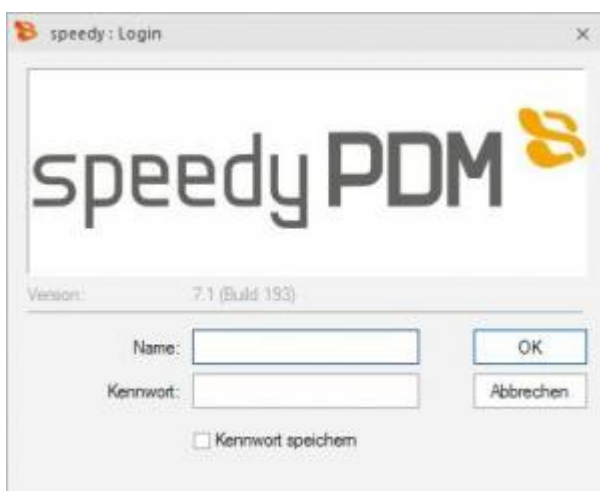 speedy : Login
speedy PDM
Version: 7.1 (Build 193)
Name: OK
Kennwort: Abbrechen
Kennwort speichern